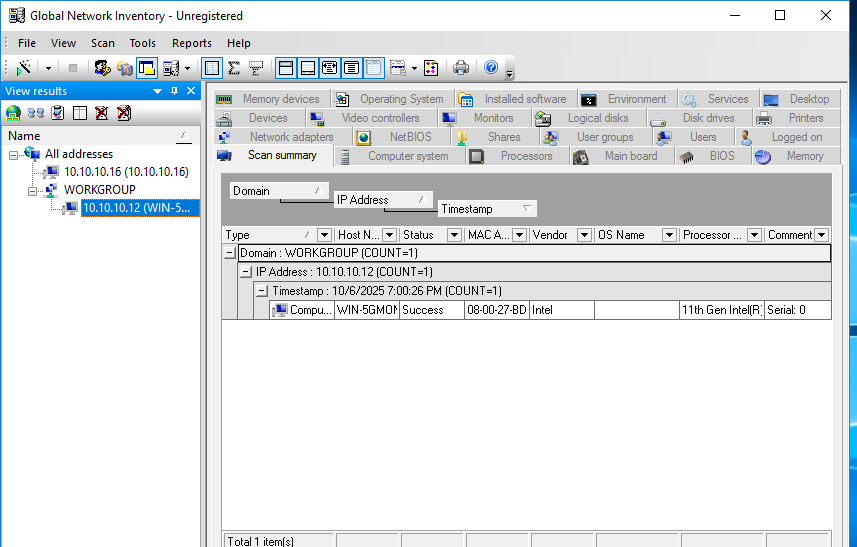 Global Network Inventory - Unregistered
File View Scan Tools Reports Help
View results
Name
All addresses
10.10.10.16 (10.10.10.16)
WORKGROUP
10.10.10.12 (WIN-5...
Memory devices Operating System Installed software Environment Services Desktop
Devices Video controllers Monitors Logical disks Disk drives Printers
Network adapters NetBIOS Shares User groups Users Logged on
Scan summary Computer system Processors Main board BIOS Memory
Domain
IP Address
Timestamp
Type Host N... Status MAC A... Vendor OS Name Processor ... Comment
Domain : WORKGROUP (COUNT=1)
IP Address : 10.10.10.12 (COUNT=1)
Timestamp : 10/6/2025 7:00:26 PM (COUNT=1)
Compu... WIN-5GMON Success 08-00-27-BD Intel 11th Gen Intel(R) Serial: 0
Total 1 item(s)